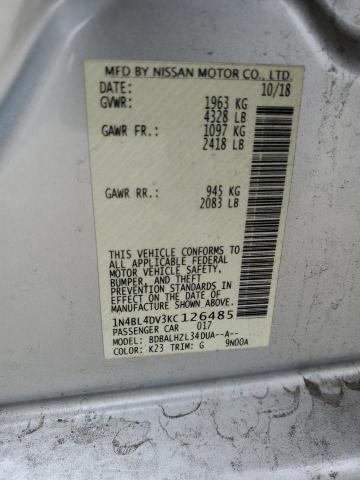 MFD BY NISSAN MOTOR CO., LTD.
DATE: 10/18
GVWR: 1963 KG
4328 LB
GAWR FR.: 1097 KG
2418 LB
GAWR RR.: 945 KG
2083 LB
THIS VEHICLE CONFORMS TO
ALL APPLICABLE FEDERAL
MOTOR VEHICLE SAFETY,
BUMPER, AND THEFT
PREVENTION STANDARDS
IN EFFECT ON THE DATE OF
MANUFACTURE SHOWN ABOVE.
1N4BL4DV3KC126485
PASSENGER CAR 017
MODEL: BDBALHZL34DUA--A--
COLOR: K23 TRIM: G 9N00A